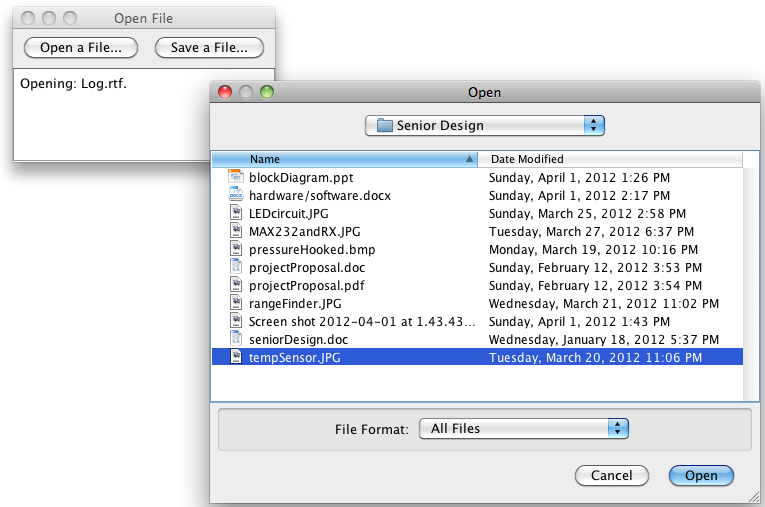 Open File
Open a File... Save a File...
Opening: Log.rtf.
Open
Senior Design
Name Date Modified
blockDiagram.ppt Sunday, April 1, 2012 1:26 PM
hardware/software.docx Sunday, April 1, 2012 2:17 PM
LEDcircuit.JPG Sunday, March 25, 2012 2:58 PM
MAX232andRX.JPG Tuesday, March 27, 2012 6:37 PM
pressureHooked.bmp Monday, March 19, 2012 10:16 PM
projectProposal.doc Sunday, February 12, 2012 3:53 PM
projectProposal.pdf Sunday, February 12, 2012 3:54 PM
rangeFinder.JPG Wednesday, March 21, 2012 11:02 PM
Screen shot 2012-04-01 at 1.43.43... Sunday, April 1, 2012 1:43 PM
seniorDesign.doc Wednesday, January 18, 2012 5:37 PM
tempSensor.JPG Tuesday, March 20, 2012 11:06 PM
File Format: All Files
Cancel Open